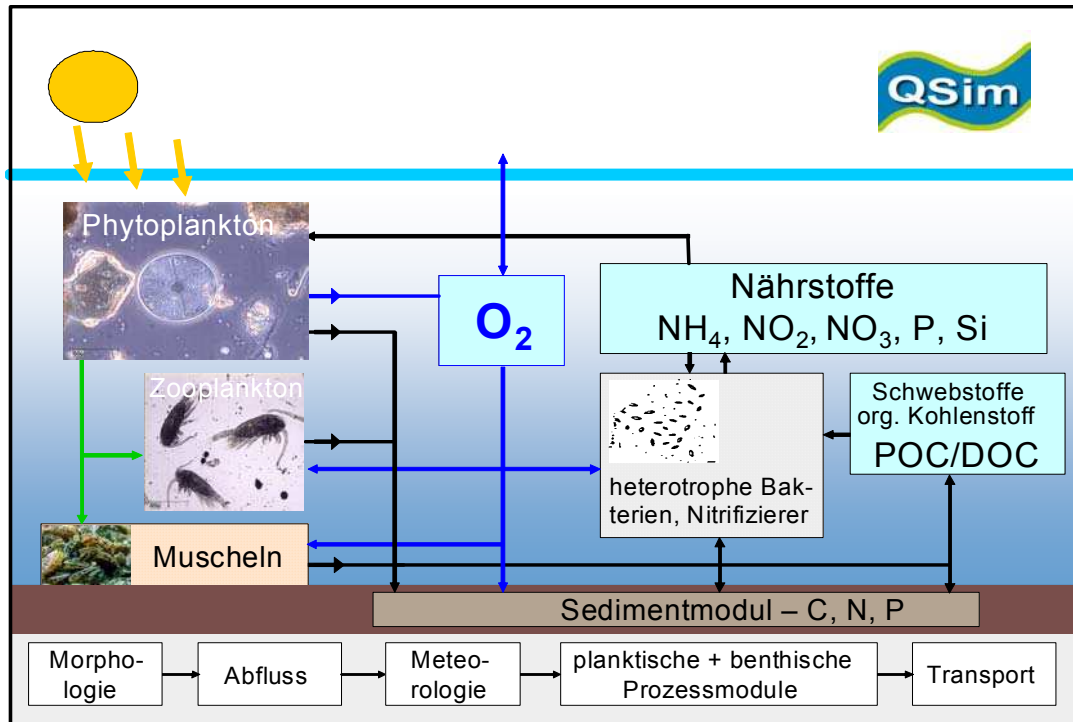 QSim
Phytoplankton
O₂
Nährstoffe
NH₄, NO₂, NO₃, P, Si
Zooplankton
Schwebstoffe
org. Kohlenstoff
POC/DOC
heterotrophe Bak-
terien, Nitrifizierer
Muscheln
Sedimentmodul – C, N, P
Morpho-
logie
Abfluss
Meteo-
rologie
planktische + benthische
Prozessmodule
Transport